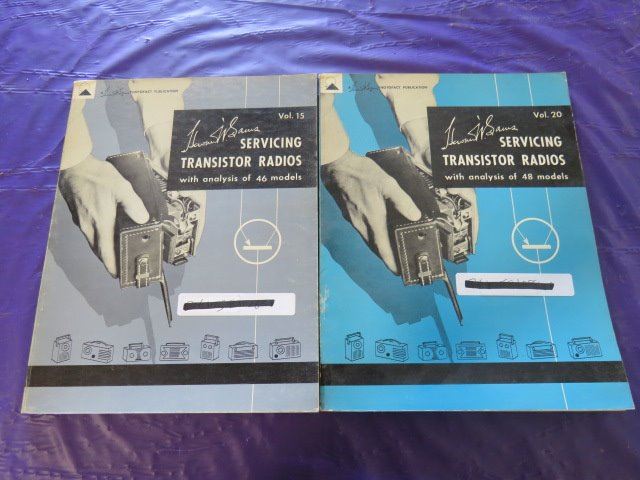 PHOTOFACT PUBLICATION
Vol. 15
Howard W. Sams
SERVICING
TRANSISTOR RADIOS
with analysis of 46 models
PHOTOFACT PUBLICATION
Vol. 20
Howard W. Sams
SERVICING
TRANSISTOR RADIOS
with analysis of 48 models